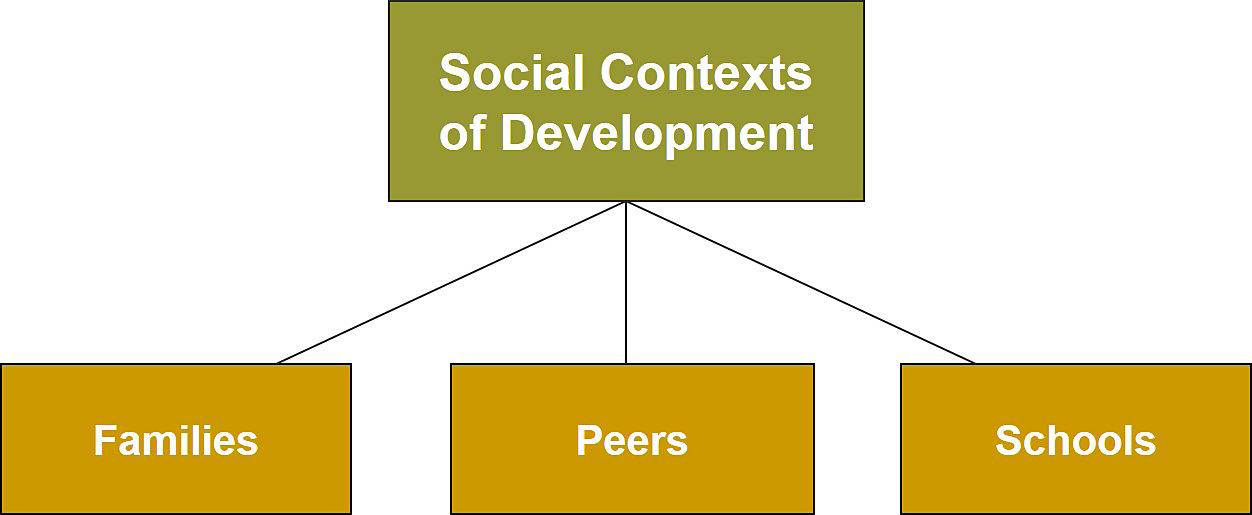 Social Contexts
of Development
Families
Peers
Schools